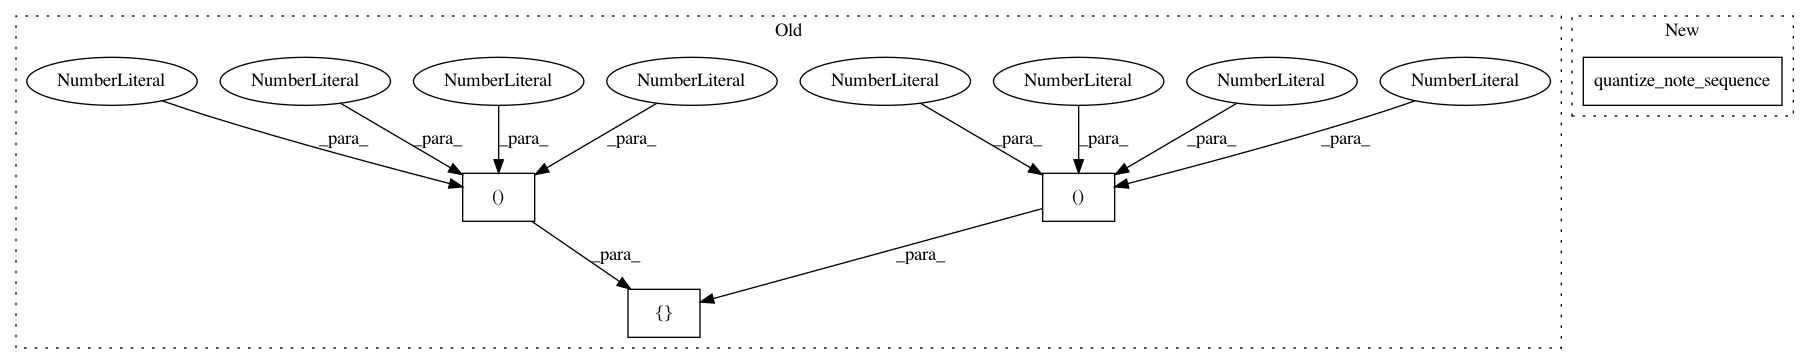 Old
New
NumberLiteral NumberLiteral NumberLiteral NumberLiteral NumberLiteral NumberLiteral NumberLiteral NumberLiteral quantize_note_sequence
_para_ _para_ _para_ _para_ _para_ _para_ _para_ _para_
() ()
_para_ _para_
{}